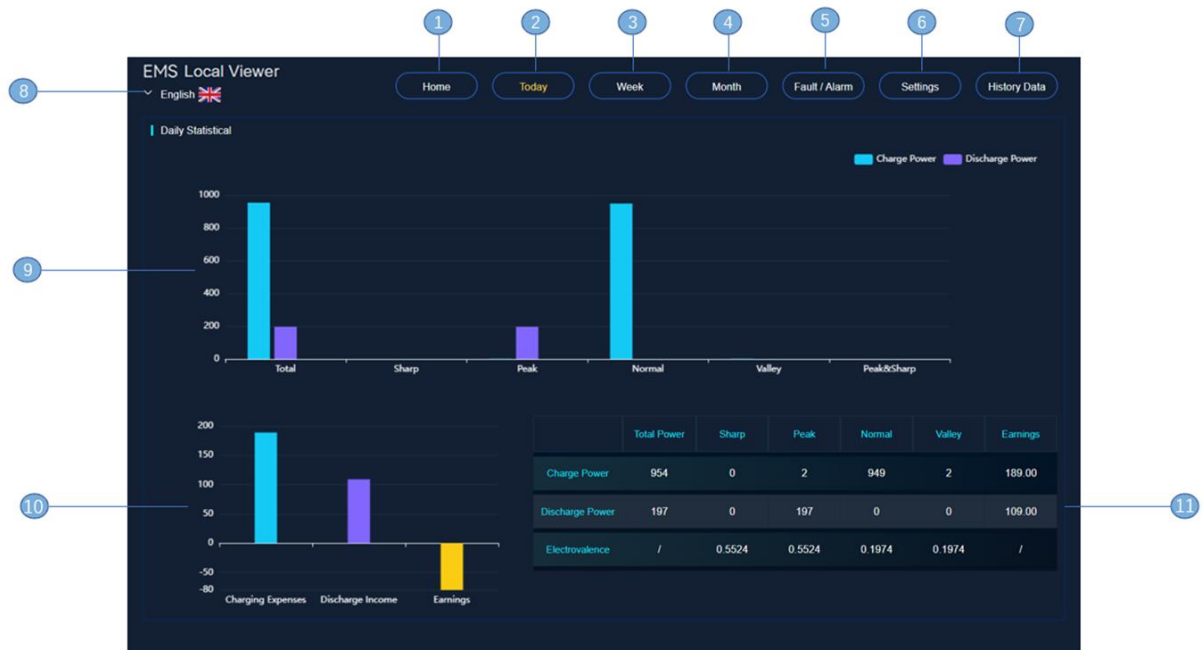 1 2 3 4 5 6 7
EMS Local Viewer
8 English Home Today Week Month Fault / Alarm Settings History Data
Daily Statistical
Charge Power Discharge Power
1000
800
600
9
400
200
0
Total Sharp Peak Normal Valley Peak&Sharp
200
150
100
10
50
0
-50
-80
Charging Expenses Discharge Income Earnings
Total Power Sharp Peak Normal Valley Earnings
Charge Power 954 0 2 949 2 189.00
Discharge Power 197 0 197 0 0 109.00
11
Electrovalence / 0.5524 0.5524 0.1974 0.1974 /